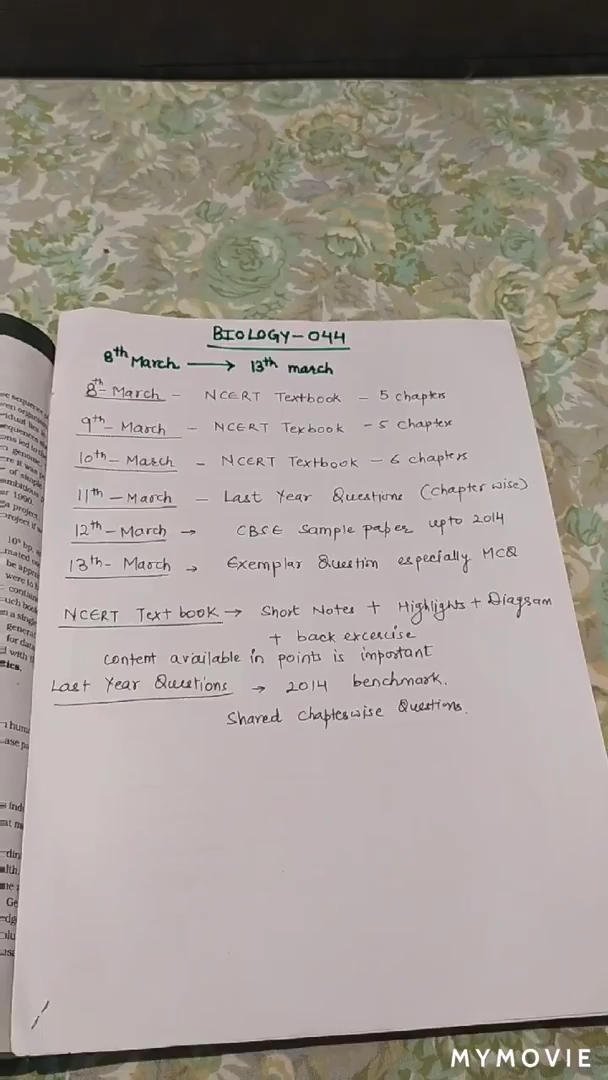 BIOLOGY-044
8th March → 13th march
8th March - NCERT Textbook - 5 chapters
9th - March - NCERT Texbook - 5 chapters
10th - March - NCERT Textbook - 6 chapters
11th - March - Last Year Questions (chapter wise)
12th - March → CBSE Sample paper upto 2014
13th - March → Exemplar Question especially MCQ
NCERT Text book → Short Notes + Highlights + Diagram
+ back excercise
content available in points is important
Last Year Questions → 2014 benchmark.
Shared chapterswise Questions.
MYMOVIE